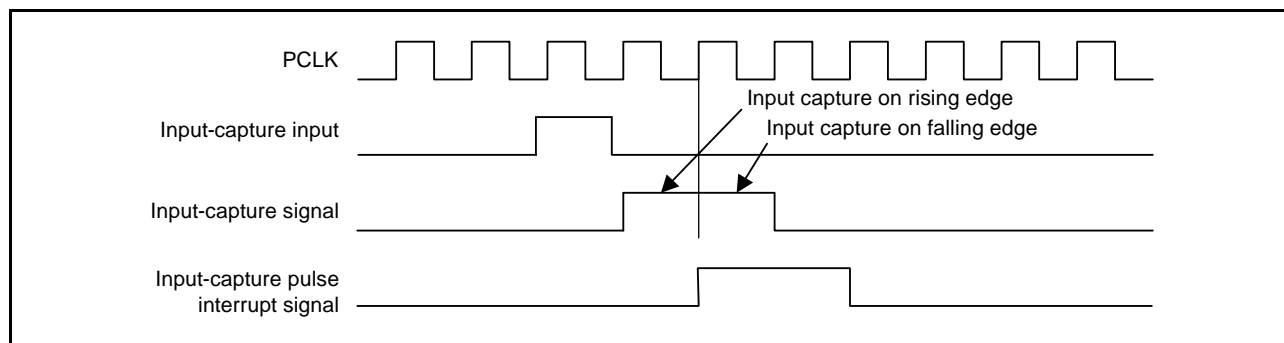 PCLK
Input capture on rising edge
Input-capture input
Input capture on falling edge
Input-capture signal
Input-capture pulse
interrupt signal